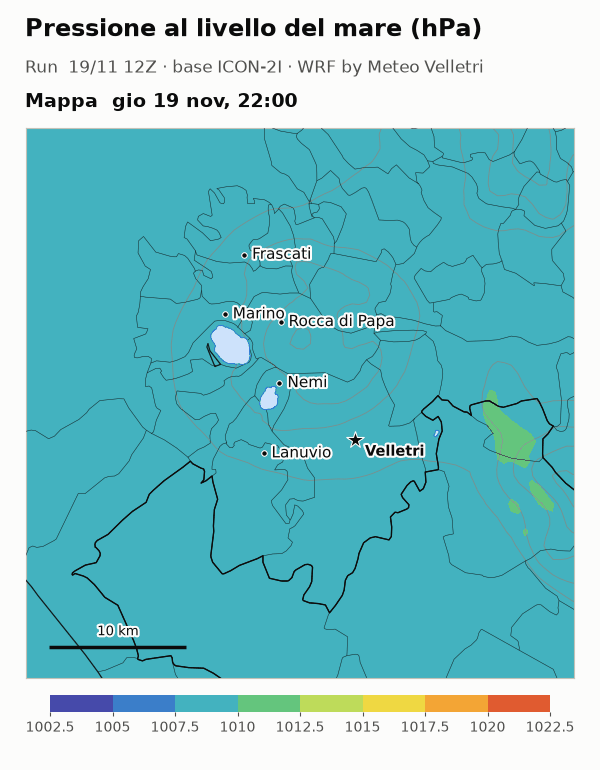 Pressione al livello del mare (hPa)
Run  19/11 12Z · base ICON-2I · WRF by Meteo Velletri
Mappa  gio 19 nov, 22:00
Frascati
Marino
Rocca di Papa
Nemi
Velletri
Lanuvio
10 km
1002.5 1005 1007.5 1010 1012.5 1015 1017.5 1020 1022.5